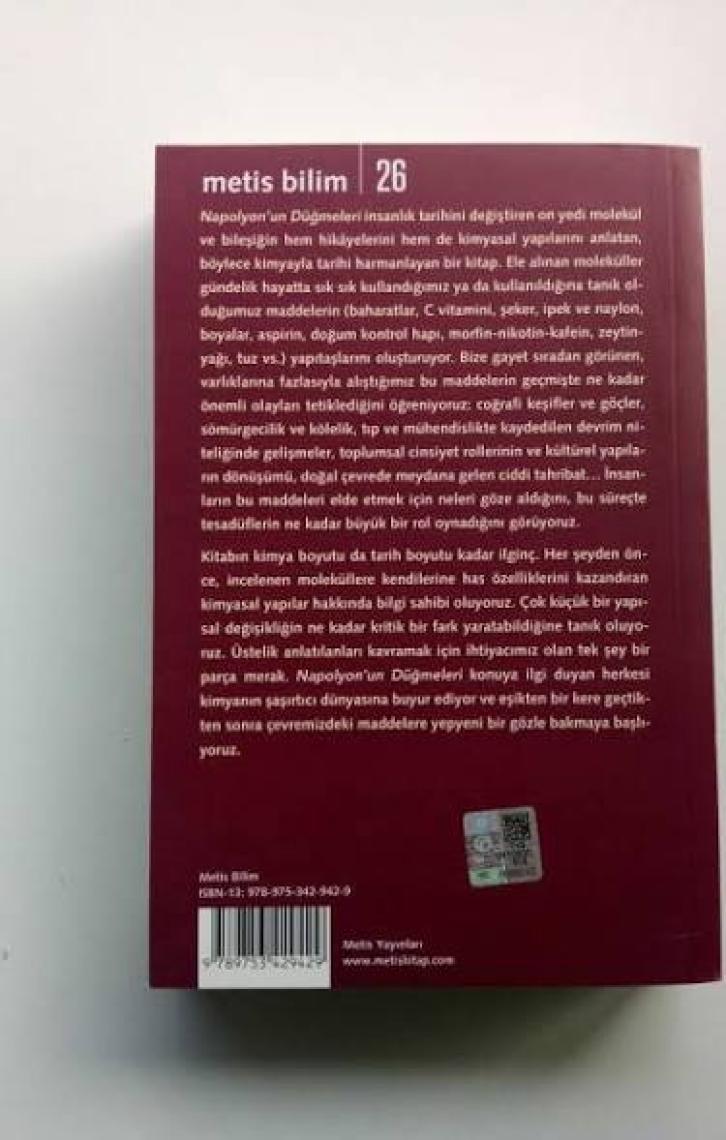 metis bilim | 26
Napolyon'un Düğmeleri insanlık tarihini değiştiren on yedi molekül
ve bileşiğin hem hikâyelerini hem de kimyasal yapılarını anlatan,
böylece kimyayla tarihi harmanlayan bir kitap. Ele alınan moleküller
gündelik hayatta sık sık kullandığımız ya da kullanıldığına tanık ol-
duğumuz maddelerin (baharatlar, C vitamini, şeker, ipek ve naylon,
boyalar, aspirin, doğum kontrol hapı, morfin-nikotin-kafein, zeytin-
yağı, tuz vs.) yapıtaşlarını oluşturuyor. Bize gayet sıradan görünen,
varlıklarına fazlasıyla alıştığımız bu maddelerin geçmişte ne kadar
önemli olayları tetiklediğini öğreniyoruz: coğrafi keşifler ve göçler,
sömürgecilik ve kölelik, tıp ve mühendislikte kaydedilen devrim ni-
teliğinde gelişmeler, toplumsal cinsiyet rollerinin ve kültürel yapıla-
rın dönüşümü, doğal çevrede meydana gelen ciddi tahribat... İnsan-
ların bu maddeleri elde etmek için neleri göze aldığını, bu süreçte
tesadüflerin ne kadar büyük bir rol oynadığını görüyoruz.
Kitabın kimya boyutu da tarih boyutu kadar ilginç. Her şeyden ön-
ce, incelenen moleküllere kendilerine has özelliklerini kazandıran
kimyasal yapılar hakkında bilgi sahibi oluyoruz. Çok küçük bir yapı-
sal değişikliğin ne kadar kritik bir fark yaratabildiğine tanık oluyo-
ruz. Üstelik anlatılanları kavramak için ihtiyacımız olan tek şey bir
parça merak. Napolyon'un Düğmeleri konuya ilgi duyan herkesi
kimyanın şaşırtıcı dünyasına buyur ediyor ve eşikten bir kere geçtik-
ten sonra çevremizdeki maddelere yepyeni bir gözle bakmaya başlı-
yoruz.
Metis Bilim
ISBN-13: 978-975-342-942-9
9 789753 429429
Metis Yayınları
www.metiskitap.com